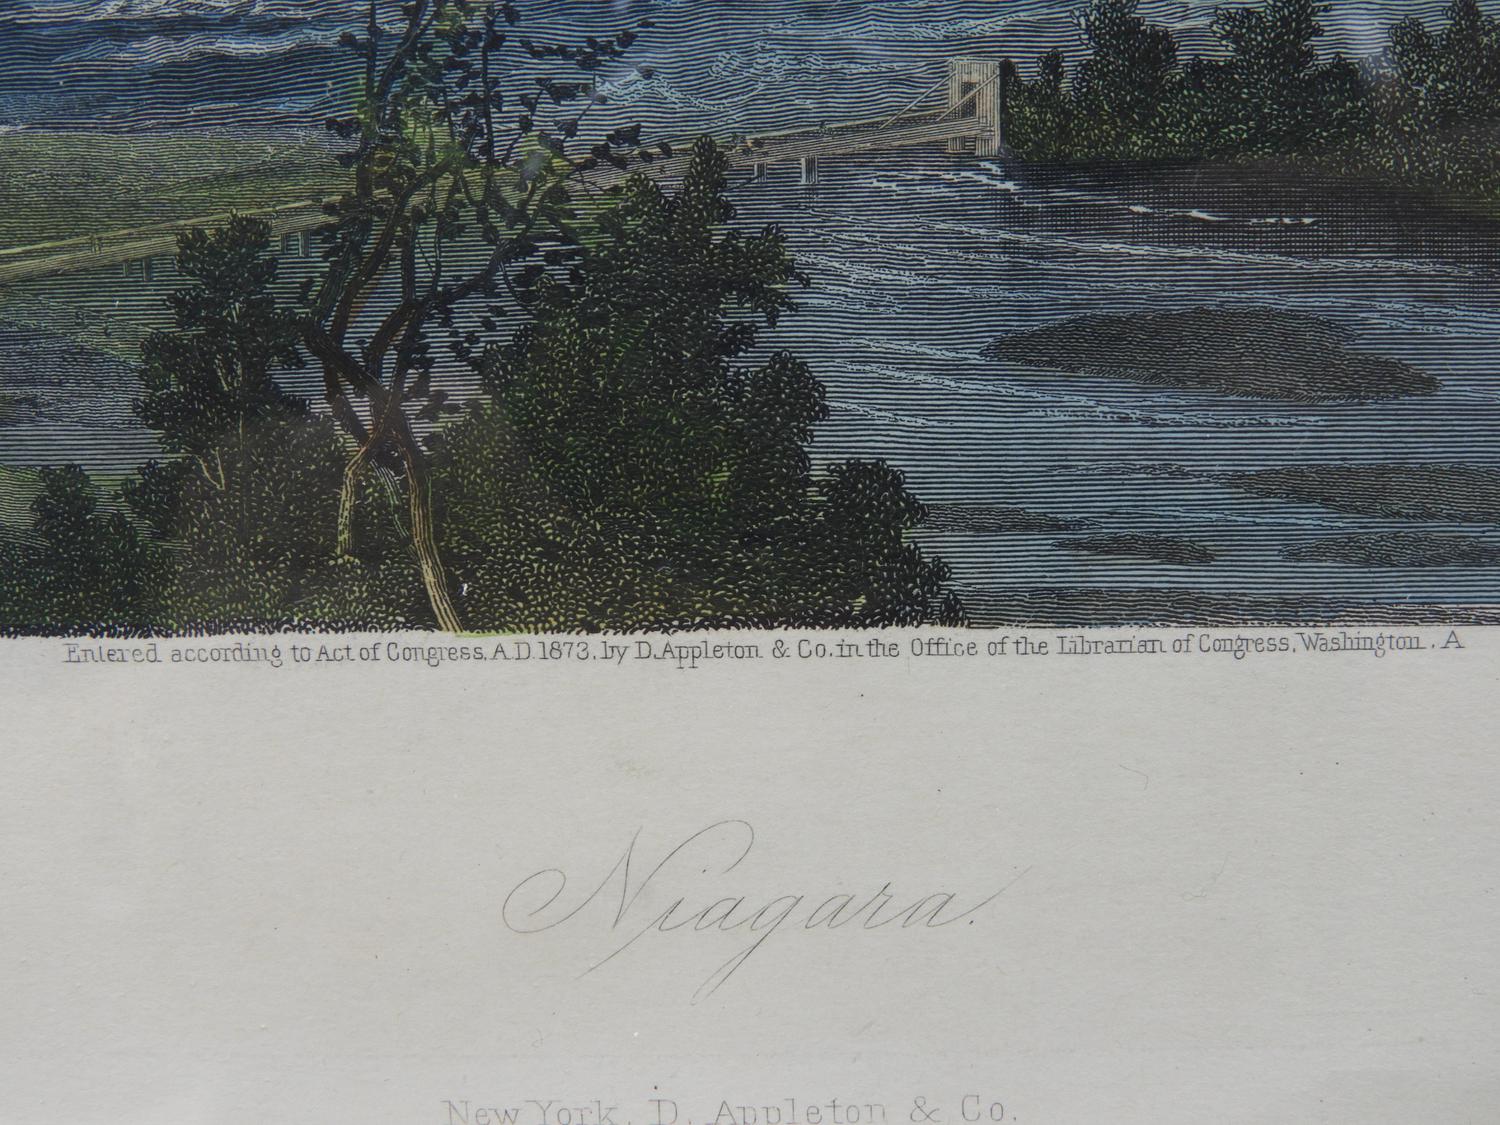 Entered according to Act of Congress, A.D. 1873, by D. Appleton & Co. in the Office of the Librarian of Congress, Washington. A
Niagara.
New York, D. Appleton & Co.